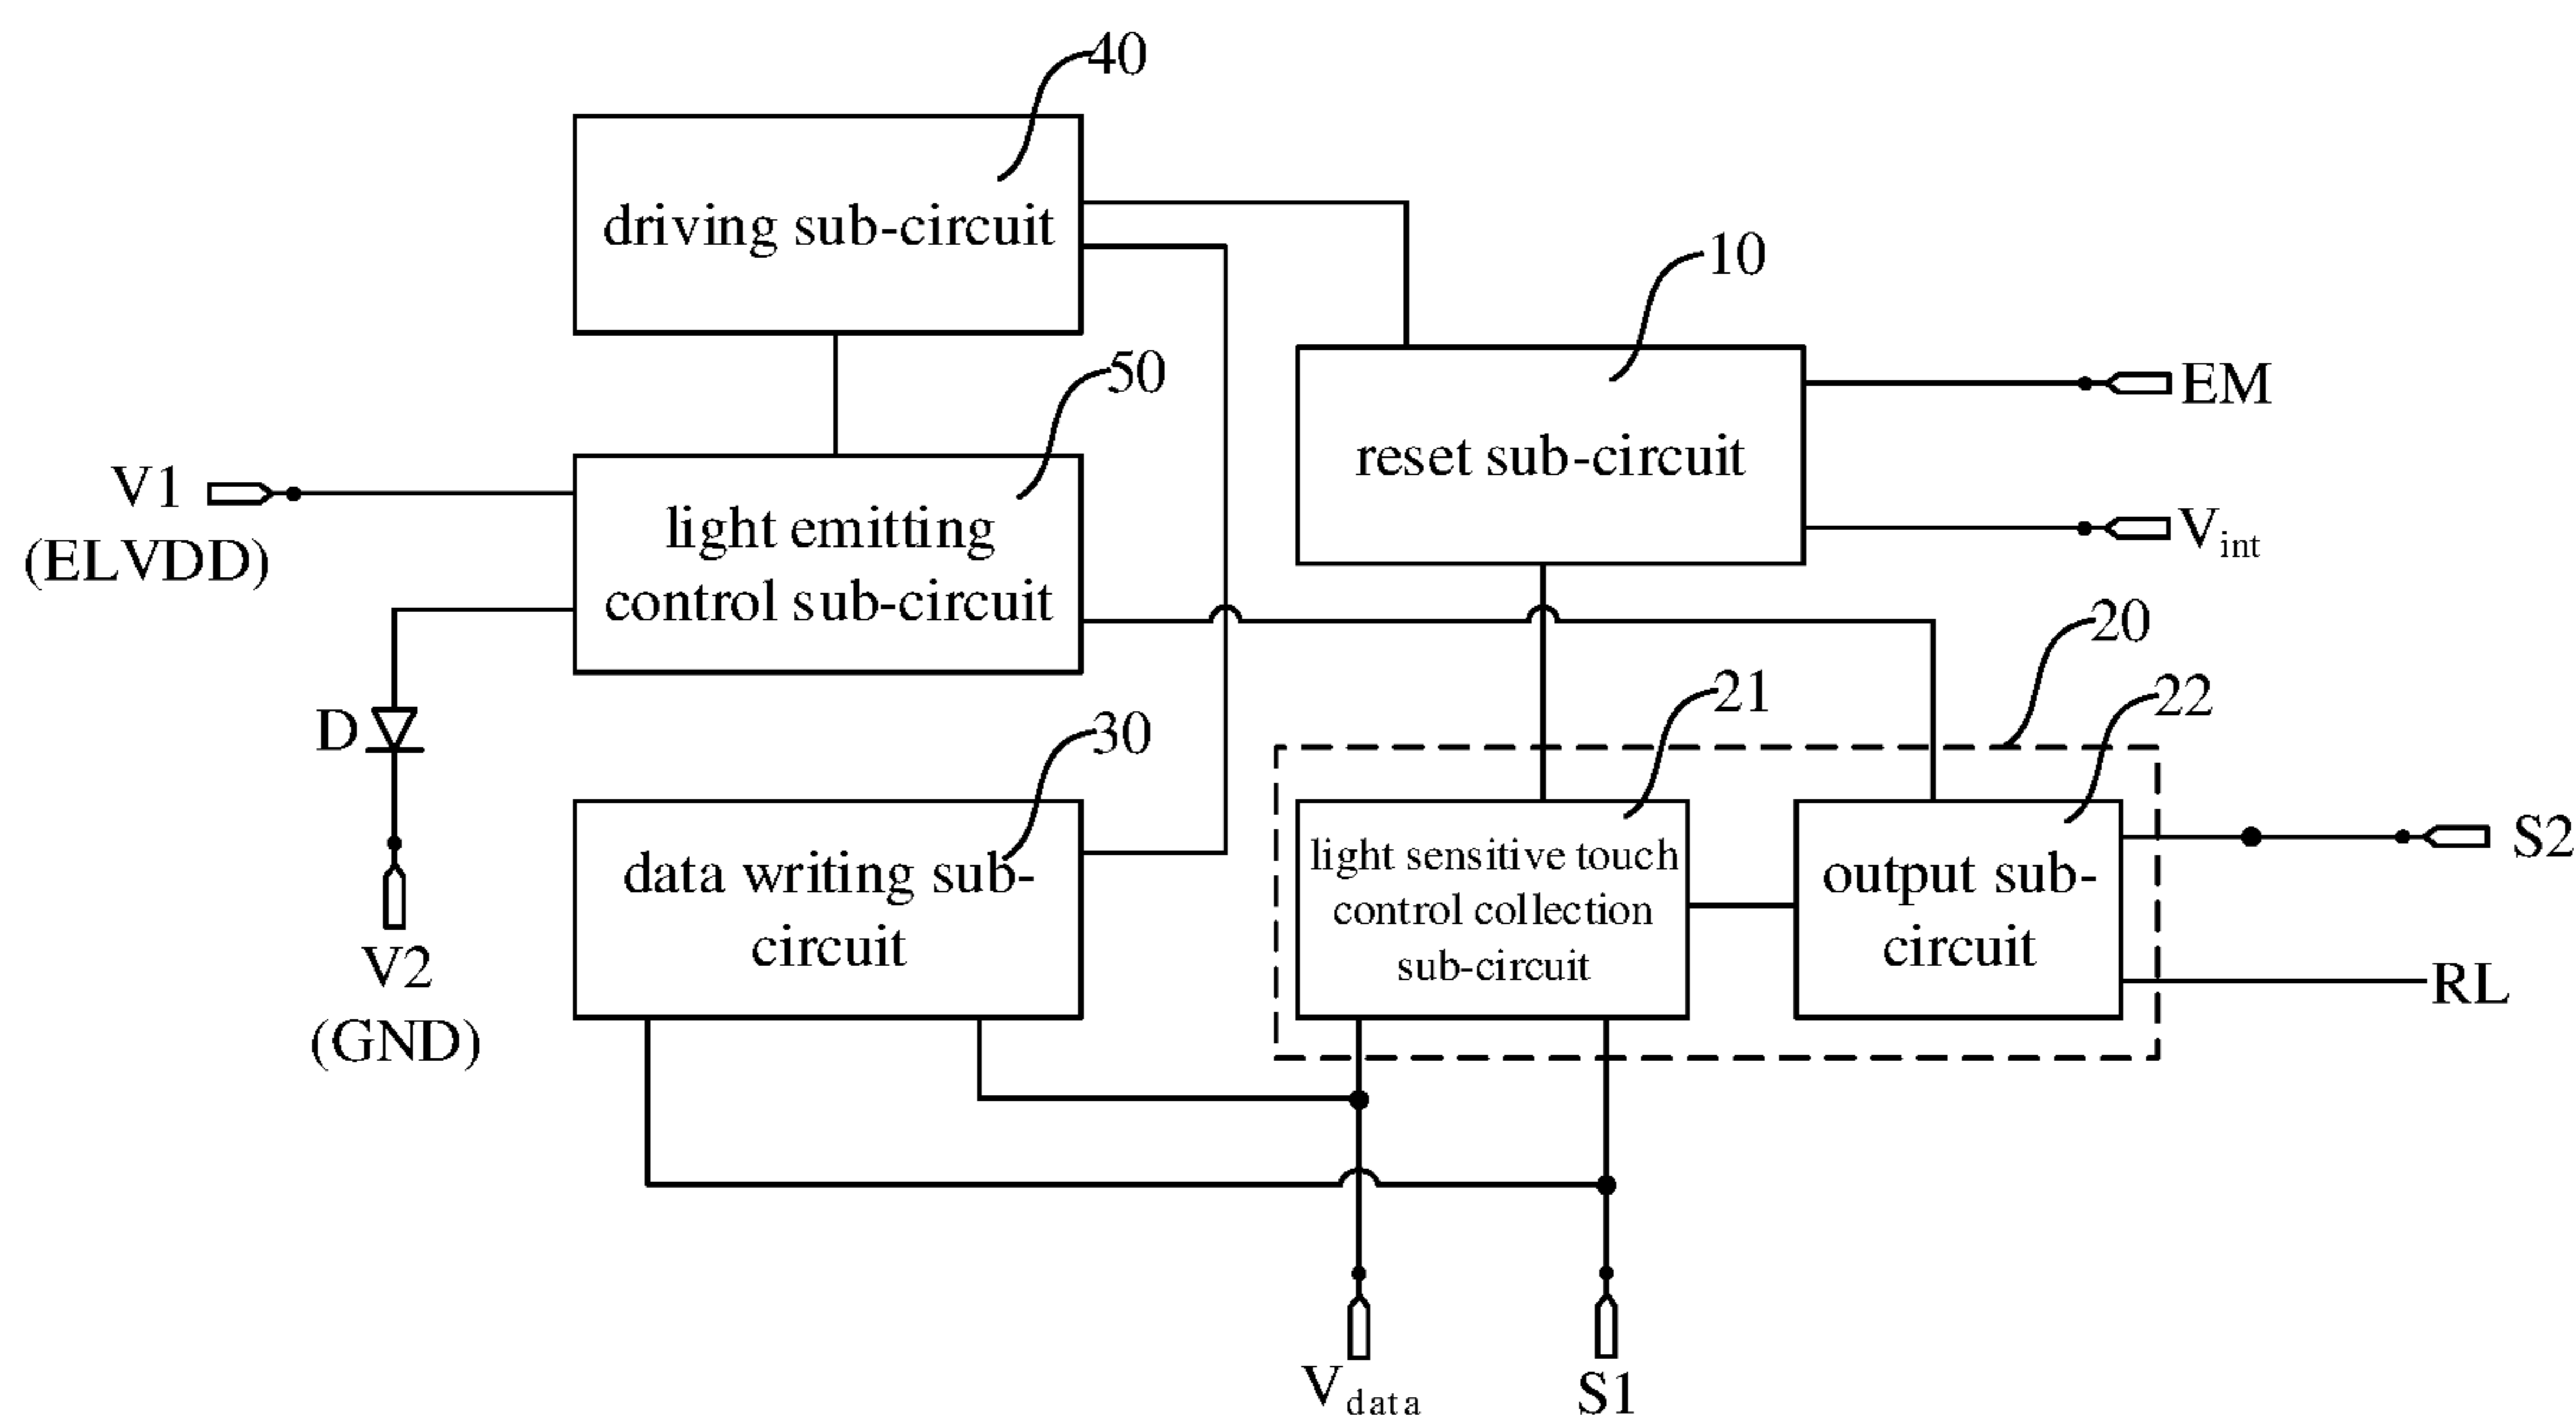 40
driving sub-circuit
10
EM
reset sub-circuit
V_int
50
V1
(ELVDD)
light emitting
control sub-circuit
20
21
22
D
30
data writing sub-
circuit
light sensitive touch
control collection
sub-circuit
output sub-
circuit
S2
RL
V2
(GND)
V_data
S1